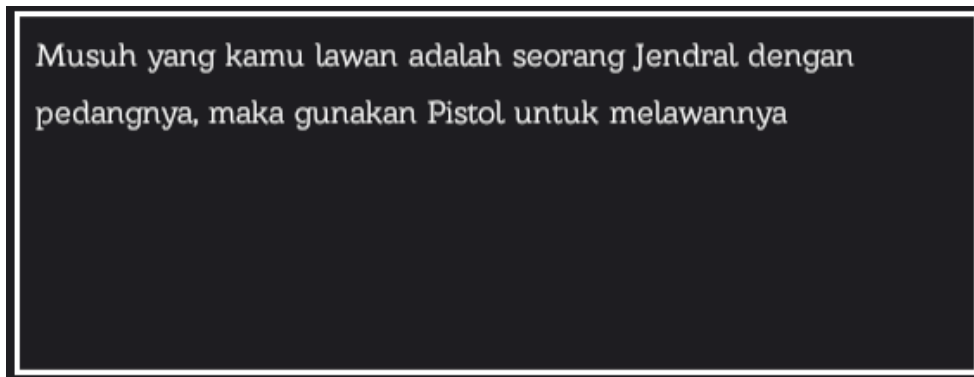 Musuh yang kamu lawan adalah seorang Jendral dengan
pedangnya, maka gunakan Pistol untuk melawannya